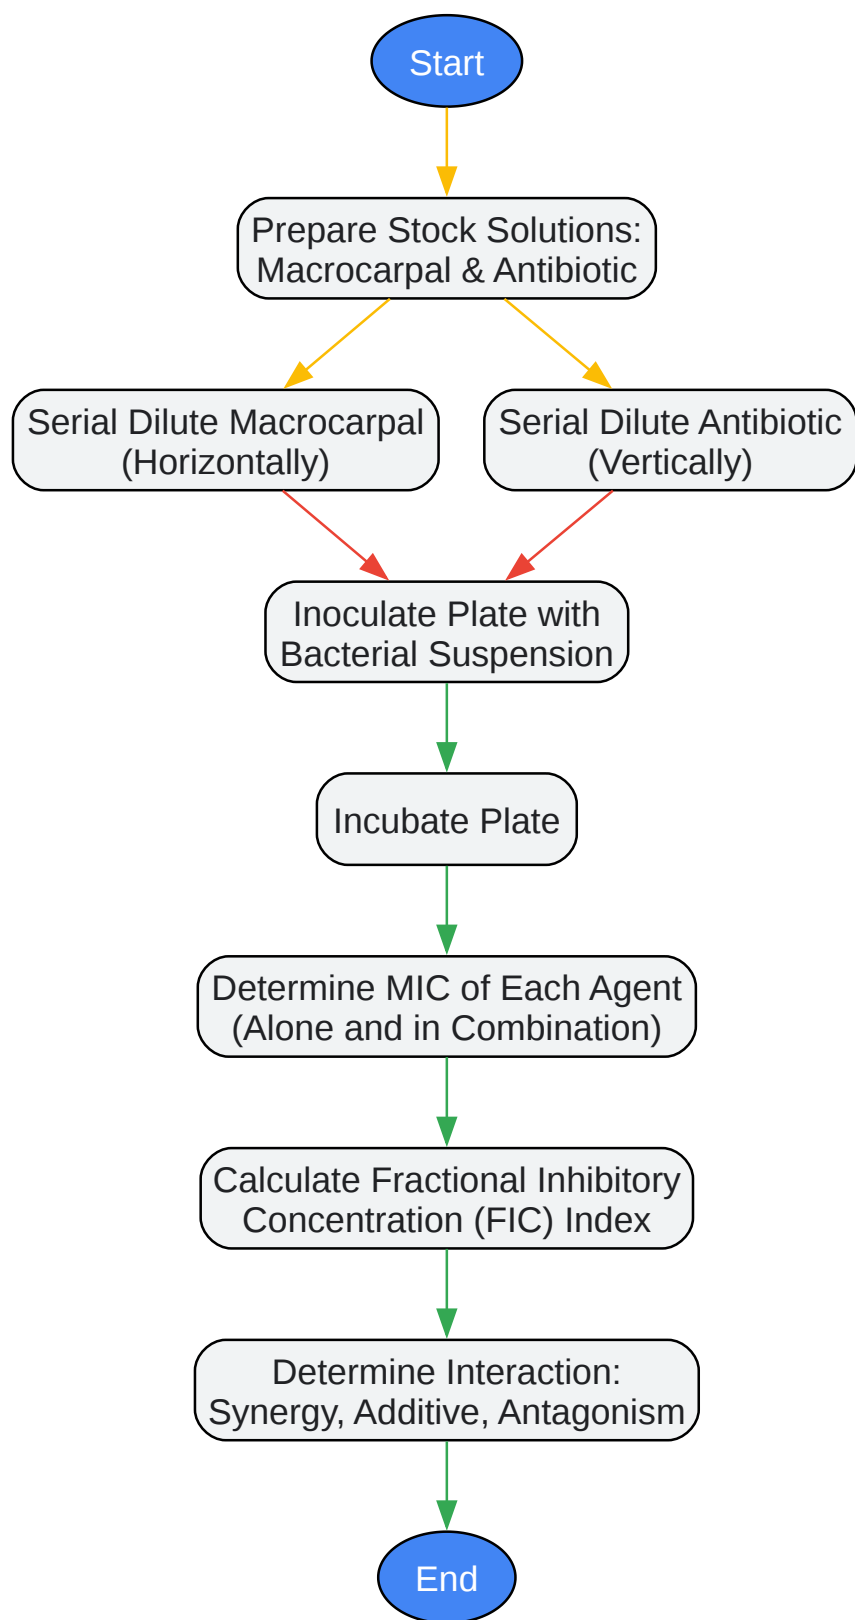 Start
Prepare Stock Solutions:
Macrocarpal & Antibiotic
Serial Dilute Macrocarpal
(Horizontally)
Serial Dilute Antibiotic
(Vertically)
Inoculate Plate with
Bacterial Suspension
Incubate Plate
Determine MIC of Each Agent
(Alone and in Combination)
Calculate Fractional Inhibitory
Concentration (FIC) Index
Determine Interaction:
Synergy, Additive, Antagonism
End